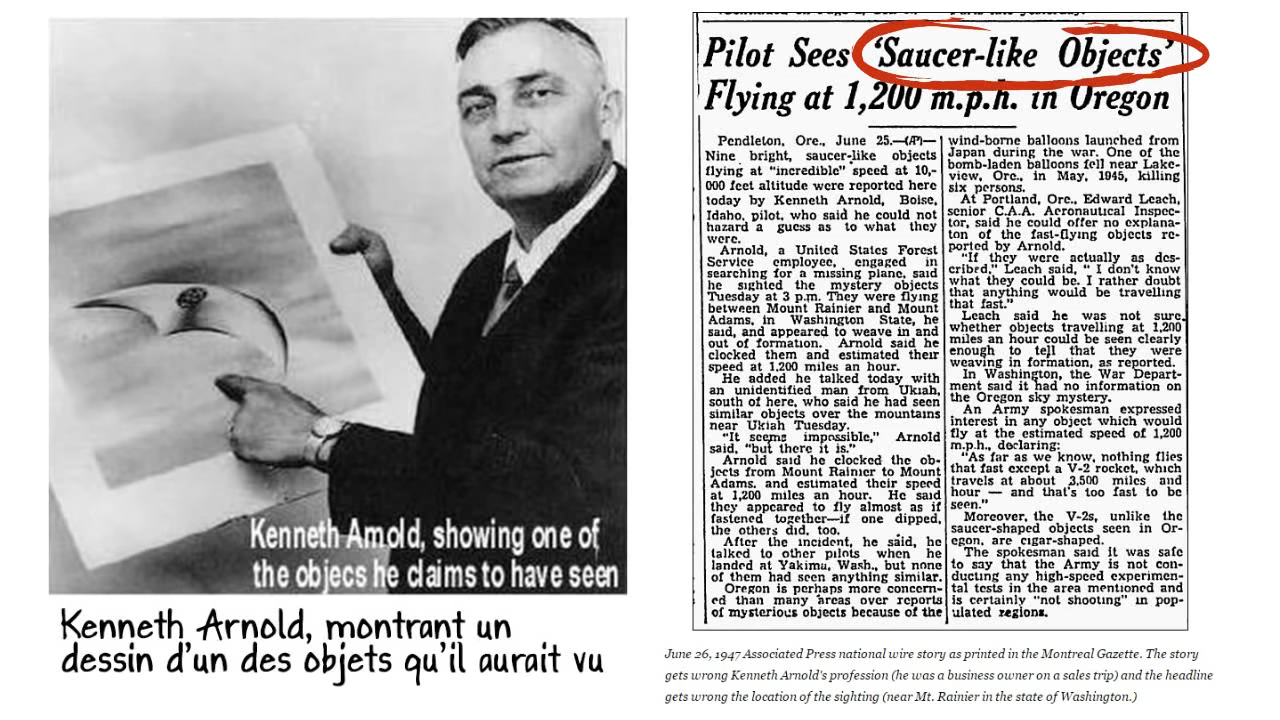 Kenneth Arnold, showing one of
the objecs he claims to have seen
Kenneth Arnold, montrant un
dessin d'un des objets qu'il aurait vu
Pilot Sees 'Saucer-like Objects'
Flying at 1,200 m.p.h. in Oregon
Pendleton, Ore., June 25.—(AP)—
Nine bright, saucer-like objects
flying at "incredible" speed at 10,-
000 feet altitude were reported here
today by Kenneth Arnold, Boise,
Idaho, pilot, who said he could not
hazard a guess as to what they
were.
Arnold, a United States Forest
Service employee, engaged in
searching for a missing plane, said
he sighted the mystery objects
Tuesday at 3 p.m. They were flying
between Mount Rainier and Mount
Adams, in Washington State, he
said, and appeared to weave in and
out of formation. Arnold said he
clocked them and estimated their
speed at 1,200 miles an hour.
He added he talked today with
an unidentified man from Ukiah,
south of here, who said he had seen
similar objects over the mountains
near Ukiah Tuesday.
"It seems impossible," Arnold
said, "but there it is."
Arnold said he clocked the ob-
jects from Mount Rainier to Mount
Adams, and estimated their speed
at 1,200 miles an hour. He said
they appeared to fly almost as if
fastened together—if one dipped,
the others did, too.
After the incident, he said, he
talked to other pilots when he
landed at Yakima, Wash., but none
of them had seen anything similar.
Oregon is perhaps more concern-
ed than many areas over reports
of mysterious objects because of the
wind-borne balloons launched from
Japan during the war. One of the
bomb-laden balloons fell near Lake-
view, Ore., in May, 1945, killing
six persons.
At Portland, Ore., Edward Leach,
senior C.A.A. Aeronautical Inspec-
tor, said he could offer no explana-
ton of the fast-flying objects re-
ported by Arnold.
"If they were actually as des-
cribed," Leach said, " I don't know
what they could be. I rather doubt
that anything would be travelling
that fast."
Leach said he was not sure
whether objects travelling at 1,200
miles an hour could be seen clearly
enough to tell that they were
weaving in formation, as reported.
In Washington, the War Depart-
ment said it had no information on
the Oregon sky mystery.
An Army spokesman expressed
interest in any object which would
fly at the estimated speed of 1,200
m.p.h., declaring:
"As far as we know, nothing flies
that fast except a V-2 rocket, which
travels at about 3,500 miles and
hour — and that's too fast to be
seen."
Moreover, the V-2s, unlike the
saucer-shaped objects seen in Or-
egon, are cigar-shaped.
The spokesman said it was safe
to say that the Army is not con-
ducting any high-speed experimen-
tal tests in the area mentioned and
is certainly "not shooting" in pop-
ulated regions.
June 26, 1947 Associated Press national wire story as printed in the Montreal Gazette. The story
gets wrong Kenneth Arnold's profession (he was a business owner on a sales trip) and the headline
gets wrong the location of the sighting (near Mt. Rainier in the state of Washington.)